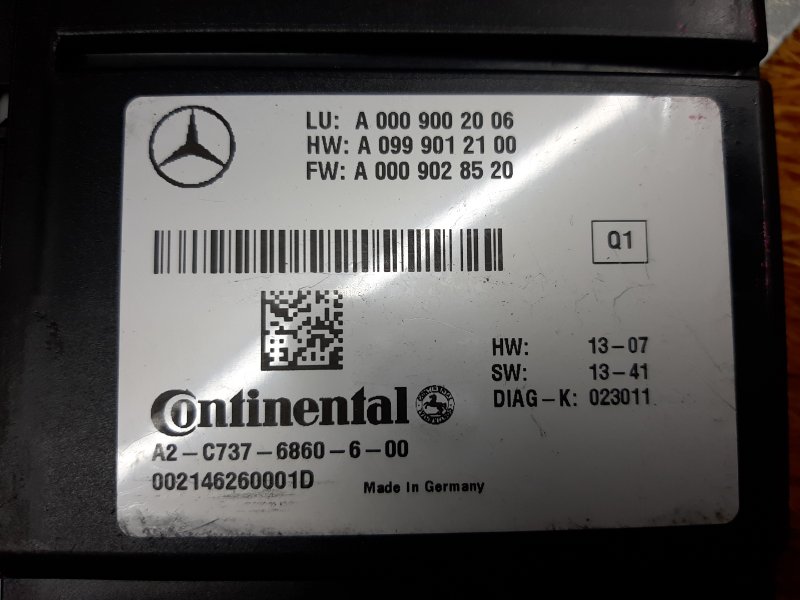 LU: A 000 900 20 06
HW: A 099 901 21 00
FW: A 000 902 85 20
Q1
HW: 13-07
SW: 13-41
DIAG-K: 023011
Continental
A2-C737-6860-6-00
002146260001D
Made in Germany